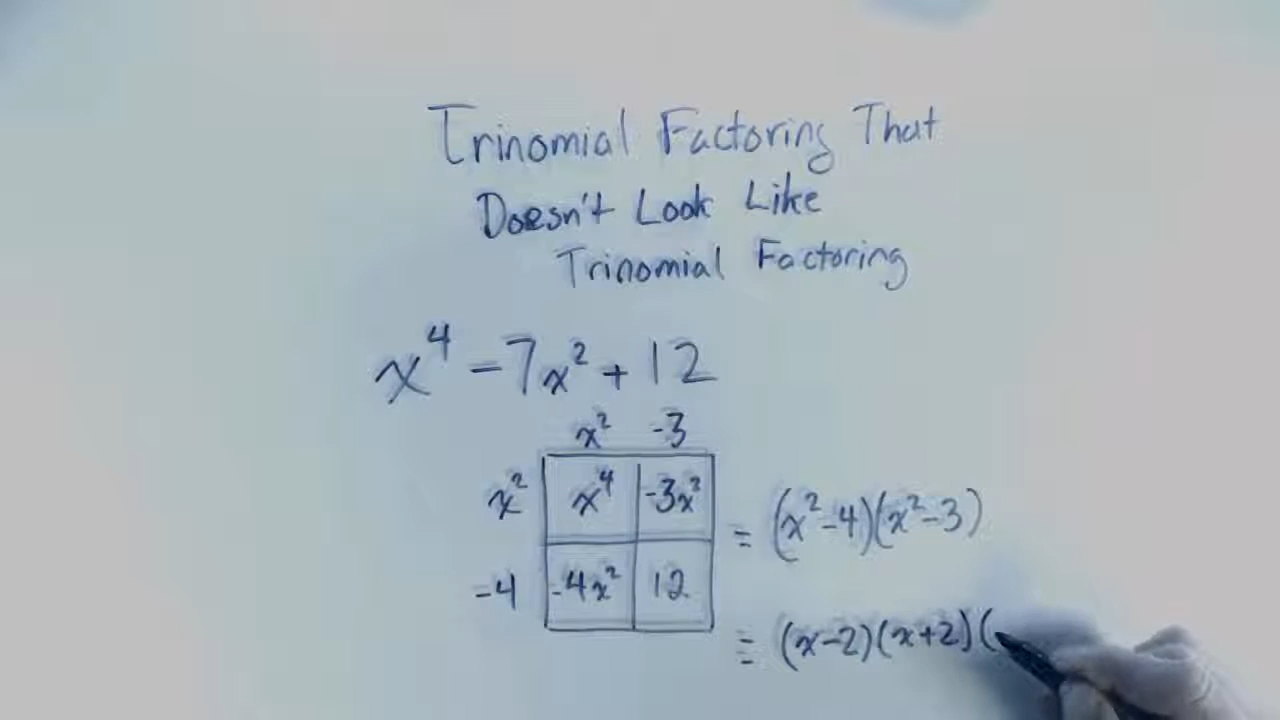 Trinomial Factoring That
Doesn't Look Like
Trinomial Factoring
x⁴ - 7x² + 12
x² -3
x² x⁴ -3x²
= (x²-4)(x²-3)
-4 -4x² 12
= (x-2)(x+2)(